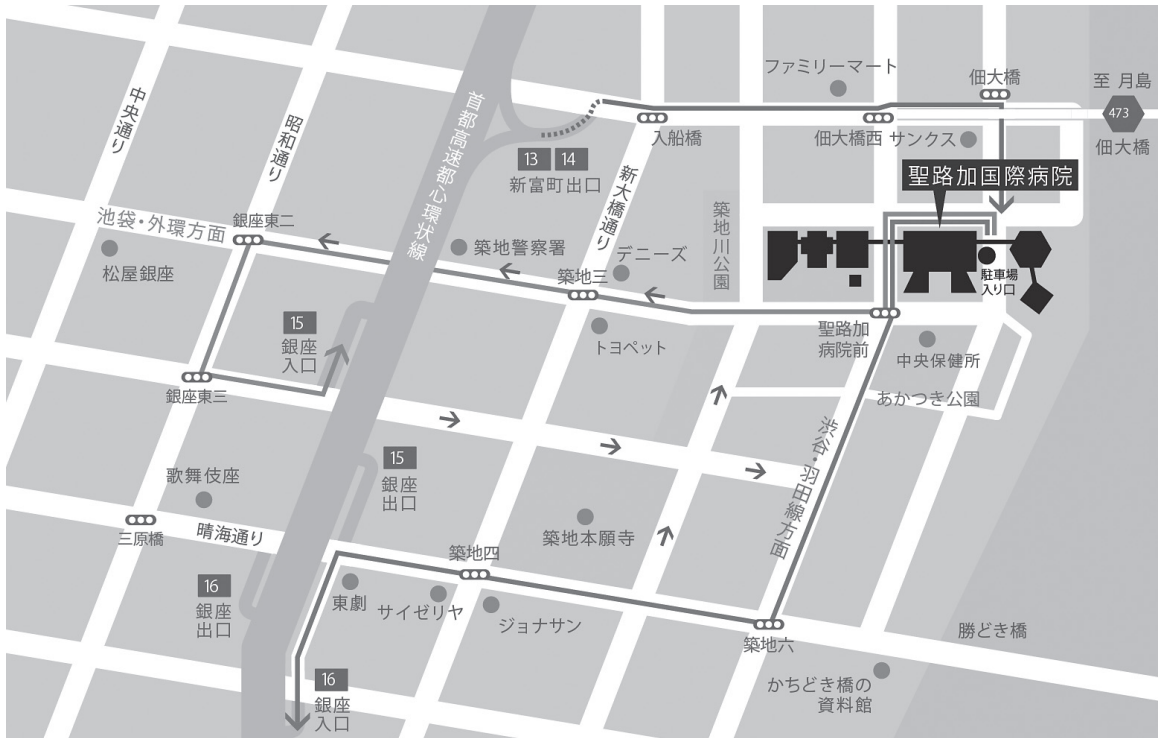 ファミリーマート
佃大橋
至 月島
473
佃大橋
中央通り
昭和通り
首都高速都心環状線
入船橋
佃大橋西
サンクス
13 14
新富町出口
新大橋通り
聖路加国際病院
池袋・外環方面
銀座東二
松屋銀座
築地警察署
築地三
デニーズ
築地川公園
駐車場
入り口
15
銀座
入口
トヨペット
聖路加
病院前
中央保健所
銀座東三
あかつき公園
渋谷・羽田線方面
15
銀座
出口
歌舞伎座
三原橋
晴海通り
築地本願寺
築地四
16
銀座
出口
東劇
サイゼリヤ
ジョナサン
築地六
勝どき橋
16
銀座
入口
かちどき橋の
資料館